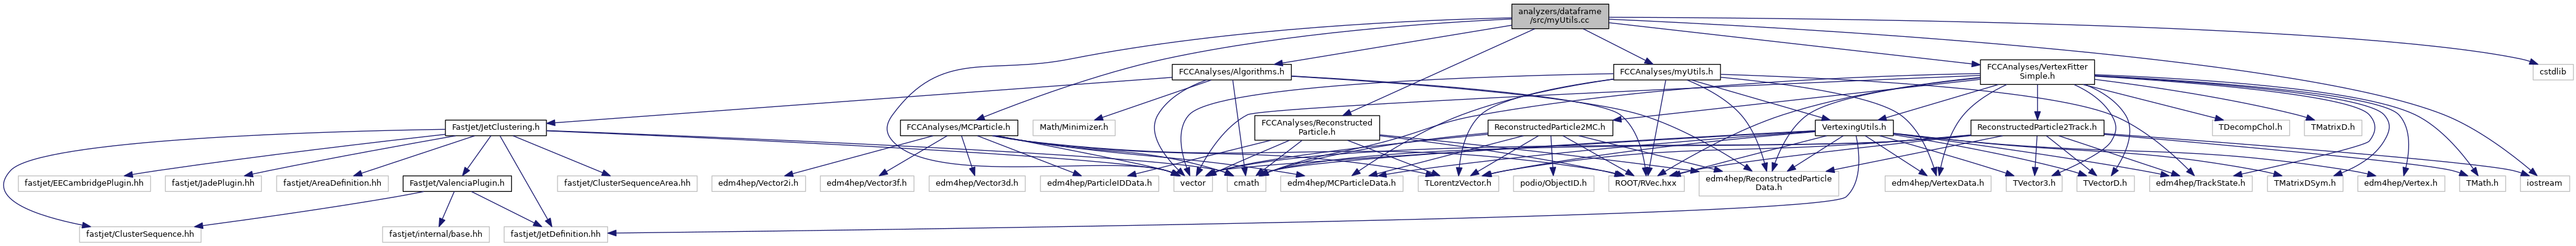 analyzers/dataframe
/src/myUtils.cc
FCCAnalyses/Algorithms.h
FCCAnalyses/myUtils.h
FCCAnalyses/VertexFitter
Simple.h
cstdlib
FastJet/JetClustering.h
FCCAnalyses/MCParticle.h
Math/Minimizer.h
FCCAnalyses/Reconstructed
Particle.h
ReconstructedParticle2MC.h
VertexingUtils.h
ReconstructedParticle2Track.h
TDecompChol.h
TMatrixD.h
fastjet/EECambridgePlugin.hh
fastjet/JadePlugin.hh
fastjet/AreaDefinition.hh
FastJet/ValenciaPlugin.h
fastjet/ClusterSequenceArea.hh
edm4hep/Vector2i.h
edm4hep/Vector3f.h
edm4hep/Vector3d.h
edm4hep/ParticleIDData.h
vector
cmath
edm4hep/MCParticleData.h
TLorentzVector.h
podio/ObjectID.h
ROOT/RVec.hxx
edm4hep/ReconstructedParticle
Data.h
edm4hep/VertexData.h
TVector3.h
TVectorD.h
edm4hep/TrackState.h
TMatrixDSym.h
edm4hep/Vertex.h
TMath.h
iostream
fastjet/ClusterSequence.hh
fastjet/internal/base.hh
fastjet/JetDefinition.hh